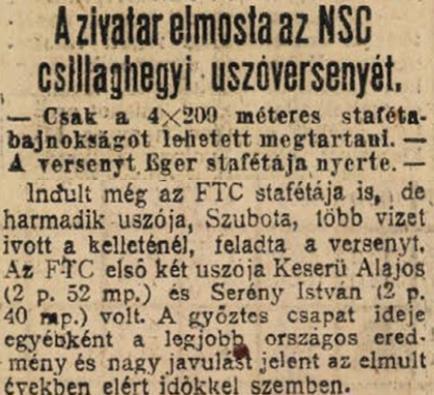 A zivatar elmosta az NSC
csillaghegyi uszóversenyét.
— Csak a 4×200 méteres staféta-
bajnokságot lehetett megtartani. —
A versenyt Eger stafétája nyerte. —
Indult még az FTC stafétája is, de
harmadik uszója, Szubota, több vizet
ivott a kelleténél, feladta a versenyt.
Az FTC első két uszója Keserü Alajos
(2 p. 52 mp.) és Serény István (2 p.
40 mp.) volt. A győztes csapat ideje
egyébként a legjobb országos ered-
mény és nagy javulást jelent az elmult
években elért időkkel szemben.